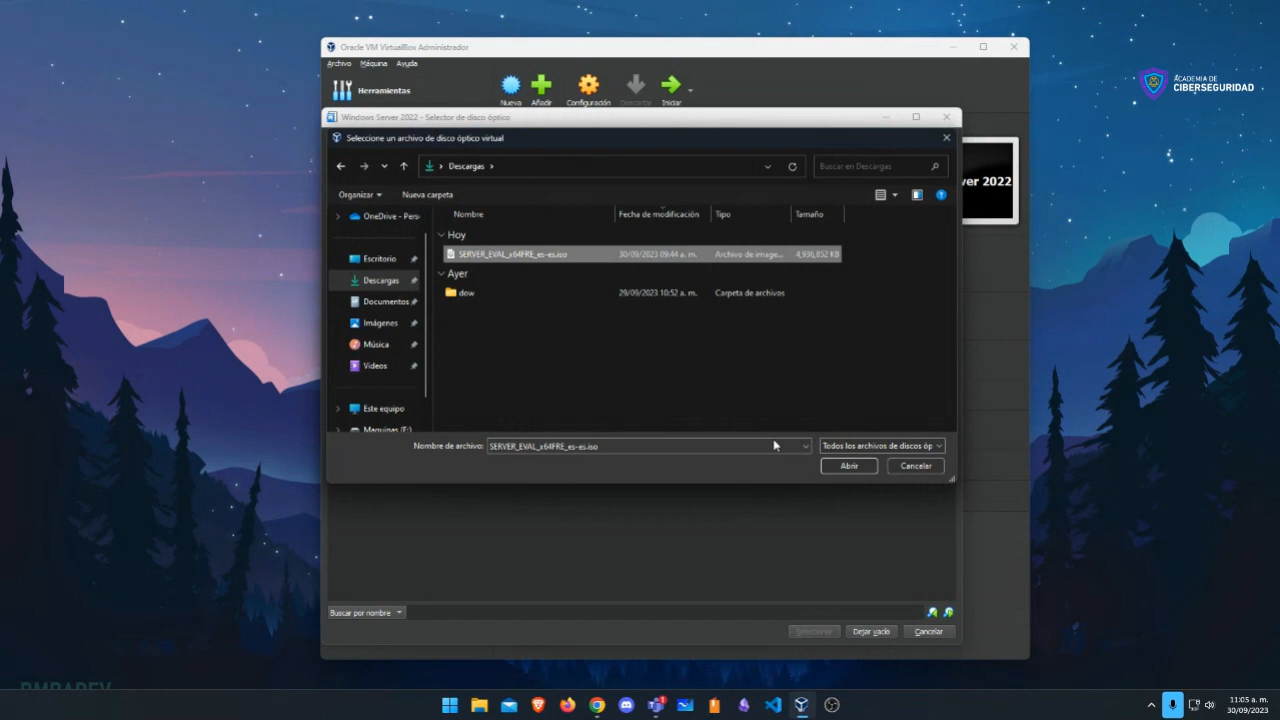 Oracle VM VirtualBox Administrador
Archivo Máquina Ayuda
Herramientas
Nueva Añadir Configuración Descartar Iniciar
ACADEMIA DE
CIBERSEGURIDAD
Windows Server 2022 - Selector de disco óptico
Seleccione un archivo de disco óptico virtual
Descargas
Buscar en Descargas
ver 2022
Organizar Nueva carpeta
OneDrive - Pers
Nombre Fecha de modificación Tipo Tamaño
Hoy
SERVER_EVAL_x64FRE_es-es.iso 30/09/2023 09:44 a. m. Archivo de image... 4,936,852 KB
Ayer
dow 29/09/2023 10:52 a. m. Carpeta de archivos
Escritorio
Descargas
Documentos
Imágenes
Música
Videos
Este equipo
Maquinas (F:)
Nombre de archivo: SERVER_EVAL_x64FRE_es-es.iso Todos los archivos de discos óp
Abrir Cancelar
Buscar por nombre
Seleccionar Dejar vacío Cancelar
11:05 a. m.
30/09/2023